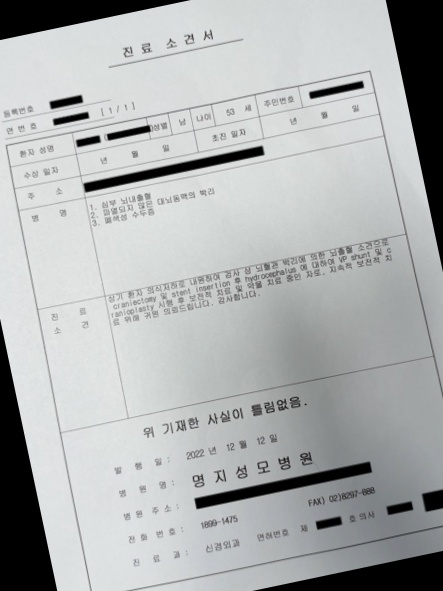 진료 소견서
등록번호
연 번 호 [ 1 / 1 ]
환자 성명 성별 남 나이 53 세 주민번호
수상 일자 년 월 일 초진 일자 년 월 일
주 소
병 명
1. 심부 뇌내출혈
2. 파열되지 않은 대뇌동맥의 박리
3. 폐색성 수두증
진 료
소 견
상기 환자 의식저하로 내원하여 검사 상 뇌혈관 박리에 의한 뇌출혈 소견으로
craniectomy 및 stent insertion 후 hydrocephalus 에 대하여 VP shunt 및 c
ranioplasty 시행 후 보전적 치료 및 약물 치료 중인 자로, 지속적 보전적 치
료 위해 귀원 의뢰드립니다. 감사합니다.
위 기재한 사실이 틀림없음.
발 행 일 : 2022 년 12 월 12 일
병 원 명 : 명지성모병원
병원 주소 :
전화 번호 : 1899-1475 FAX) 02)8297-888
진 료 과 : 신경외과 면허번호 제 호 의사